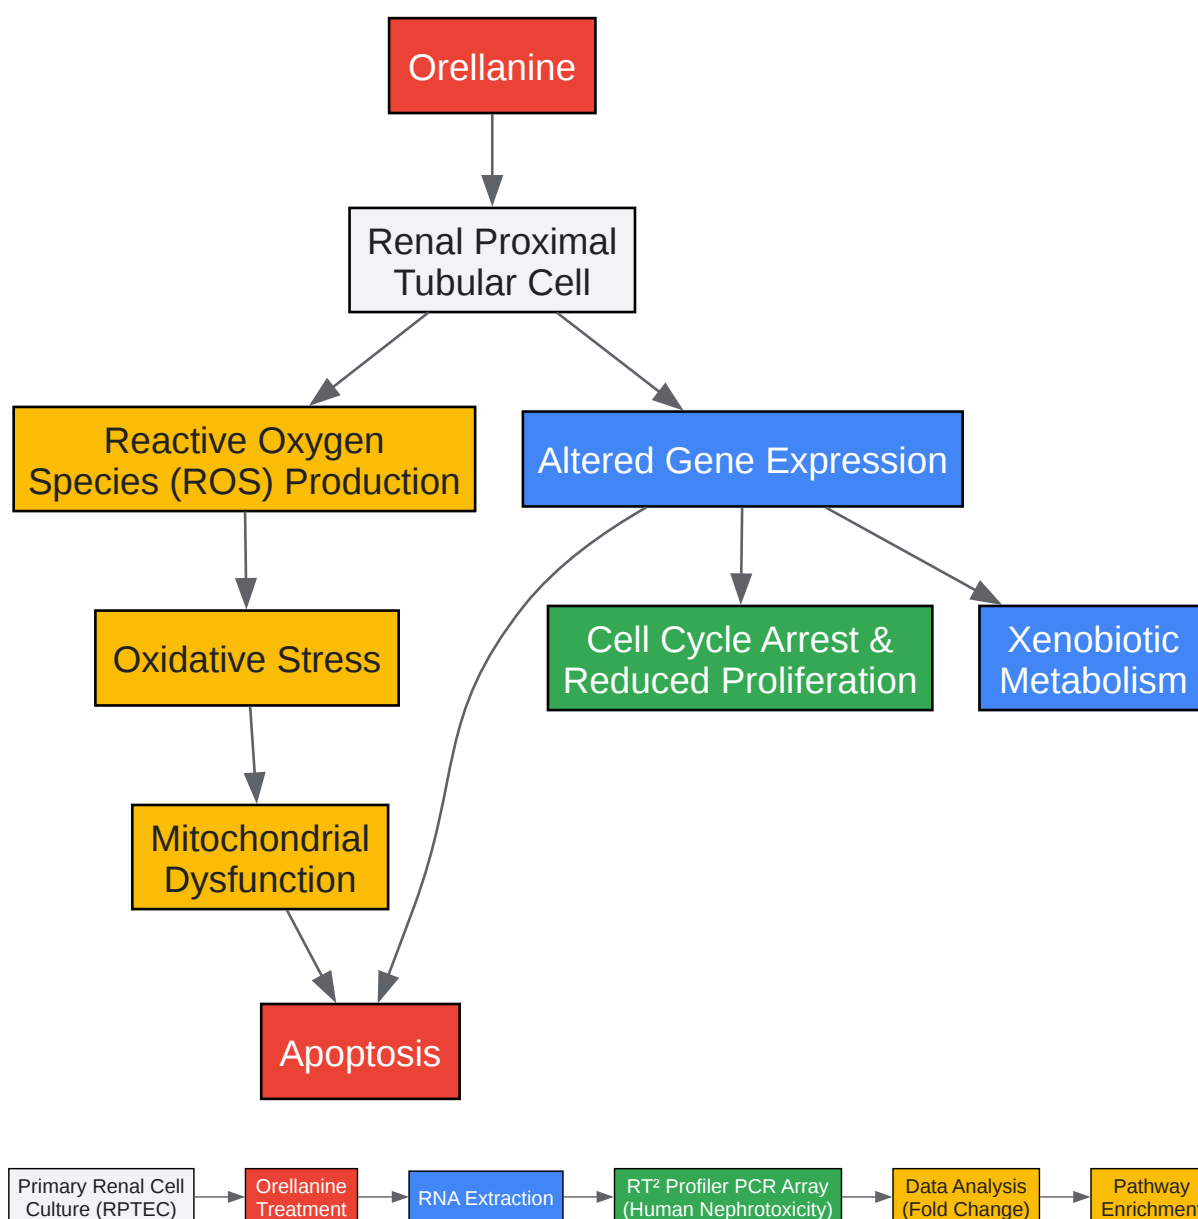 Orellanine
Renal Proximal
Tubular Cell
Reactive Oxygen
Species (ROS) Production
Altered Gene Expression
Oxidative Stress
Cell Cycle Arrest &
Reduced Proliferation
Xenobiotic
Metabolism
Mitochondrial
Dysfunction
Apoptosis
Primary Renal Cell
Culture (RPTEC)
Orellanine
Treatment
RNA Extraction
RT² Profiler PCR Array
(Human Nephrotoxicity)
Data Analysis
(Fold Change)
Pathway
Enrichment